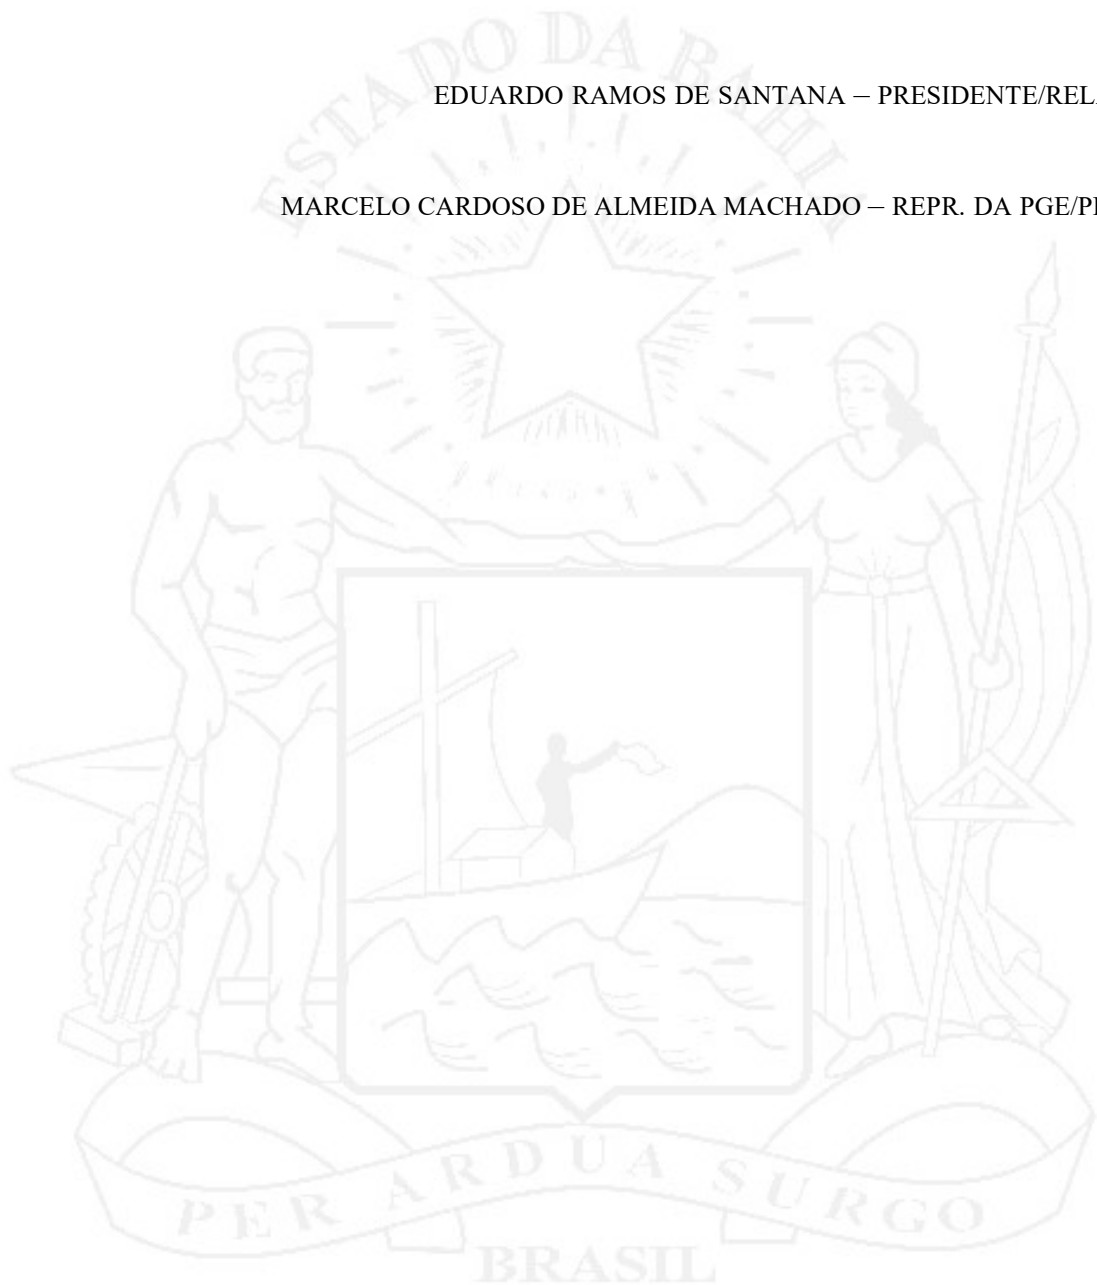 ESTADO DA BAHIA
EDUARDO RAMOS DE SANTANA – PRESIDENTE/REL
MARCELO CARDOSO DE ALMEIDA MACHADO – REPR. DA PGE/P
PER ARDUA SURGO
BRASIL